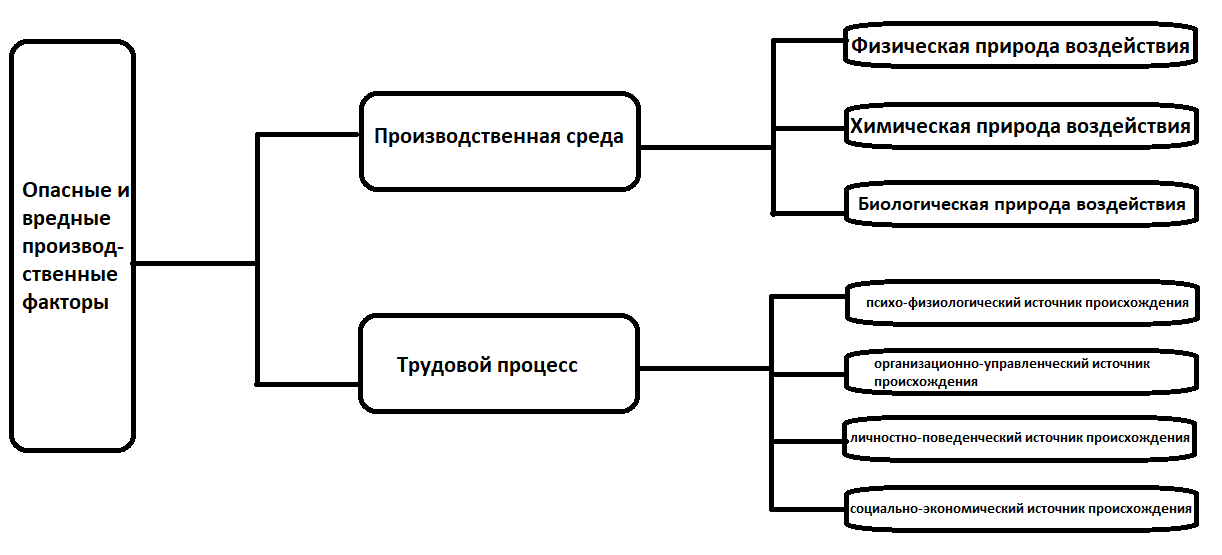 Опасные и
вредные
производ-
ственные
факторы
Производственная среда
Физическая природа воздействия
Химическая природа воздействия
Биологическая природа воздействия
Трудовой процесс
психо-физиологический источник происхождения
организационно-управленческий источник
происхождения
личностно-поведенческий источник происхождения
социально-экономический источник происхождения